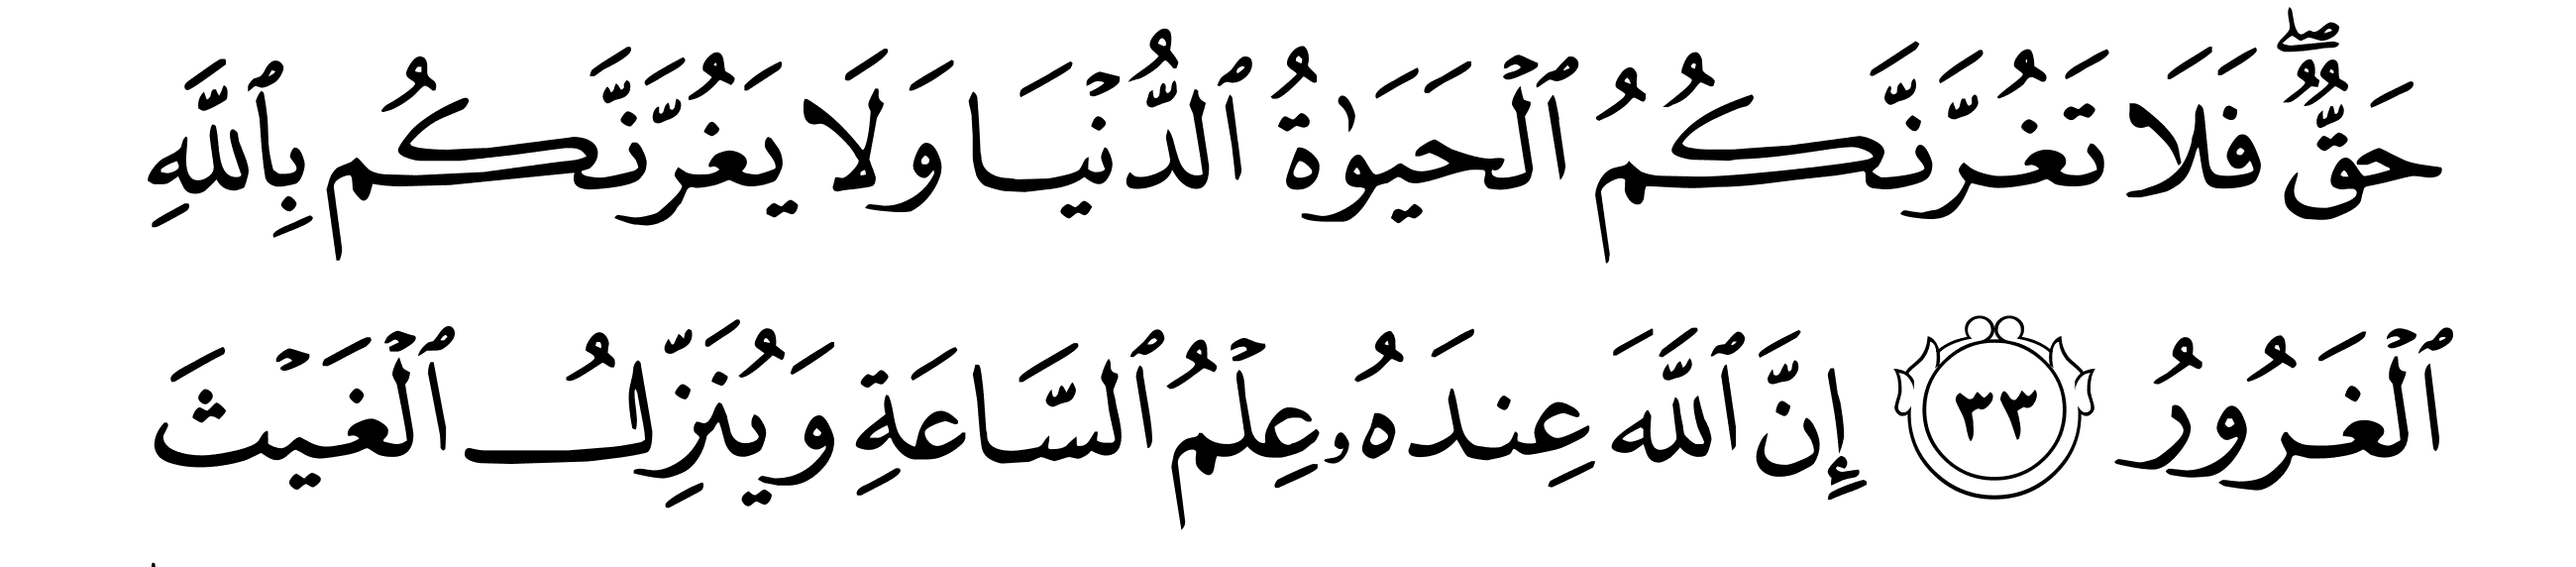 حَقٌّۖ فَلَا تَغُرَّنَّكُمُ ٱلۡحَيَوٰةُ ٱلدُّنۡيَا وَلَا يَغُرَّنَّكُم بِٱللَّهِ
ٱلۡغَرُورُ ٣٣ إِنَّ ٱللَّهَ عِندَهُۥ عِلۡمُ ٱلسَّاعَةِ وَيُنَزِّلُ ٱلۡغَيۡثَ